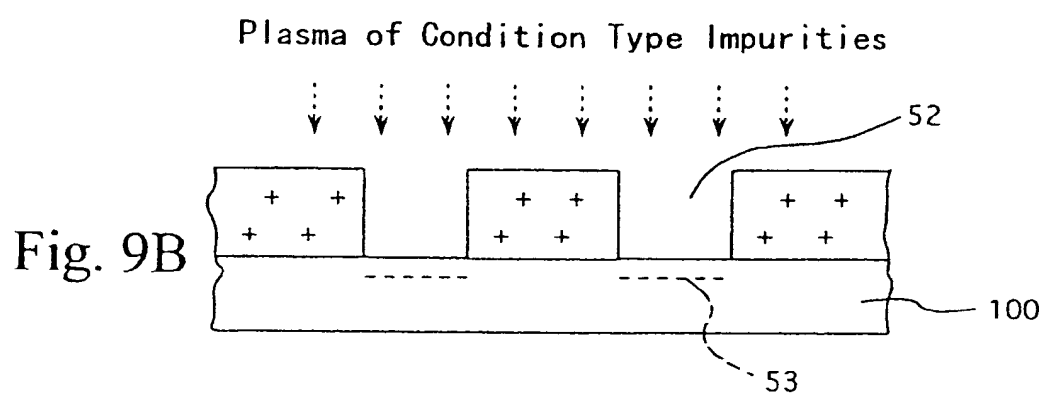 Plasma of Condition Type Impurities
52
+ + + + + +
+ + + + + +
Fig. 9B
100
53